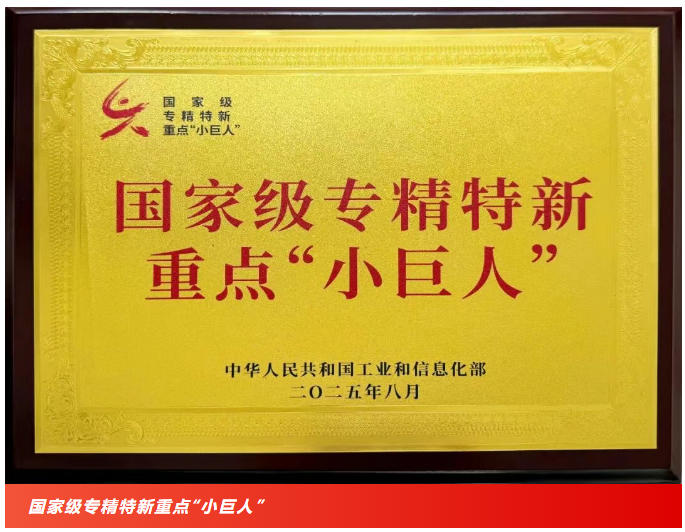 国家级
专精特新
重点“小巨人”
国家级专精特新
重点“小巨人”
中华人民共和国工业和信息化部
二〇二五年八月
国家级专精特新重点“小巨人”